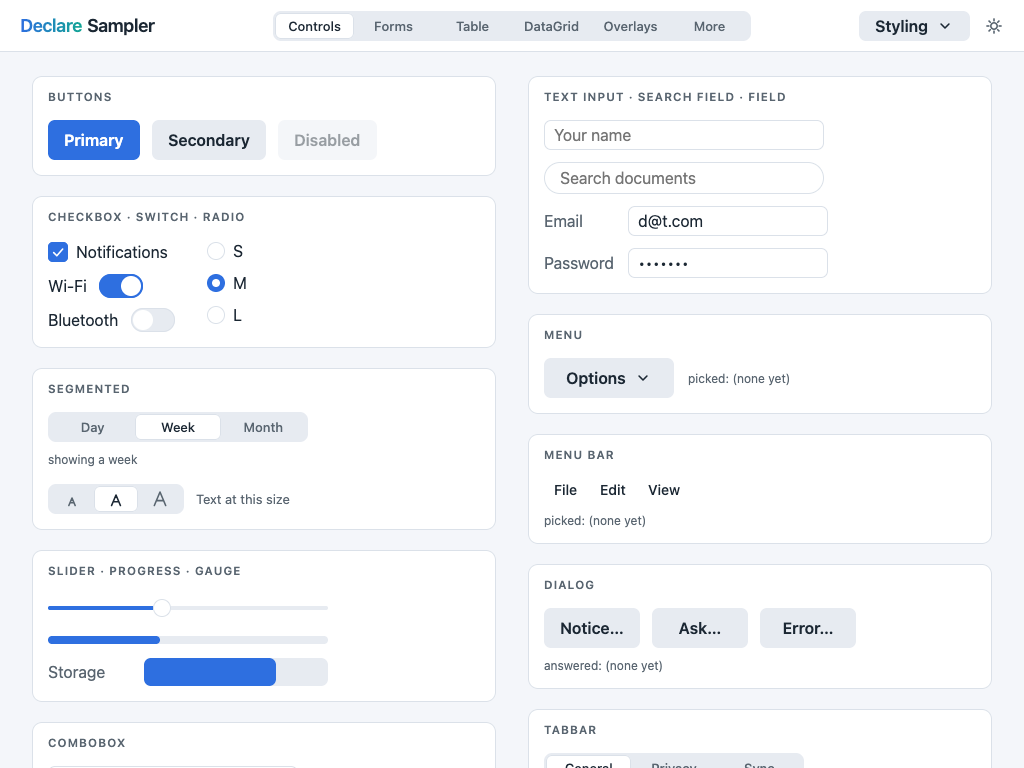 Declare Sampler
Controls Forms Table DataGrid Overlays More
Styling
BUTTONS
Primary Secondary Disabled
CHECKBOX · SWITCH · RADIO
Notifications
Wi-Fi
Bluetooth
S
M
L
SEGMENTED
Day Week Month
showing a week
A A A Text at this size
SLIDER · PROGRESS · GAUGE
Storage
COMBOBOX
TEXT INPUT · SEARCH FIELD · FIELD
Your name
Search documents
Email d@t.com
Password •••••••
MENU
Options picked: (none yet)
MENU BAR
File Edit View
picked: (none yet)
DIALOG
Notice... Ask... Error...
answered: (none yet)
TABBAR
General Privacy Sync